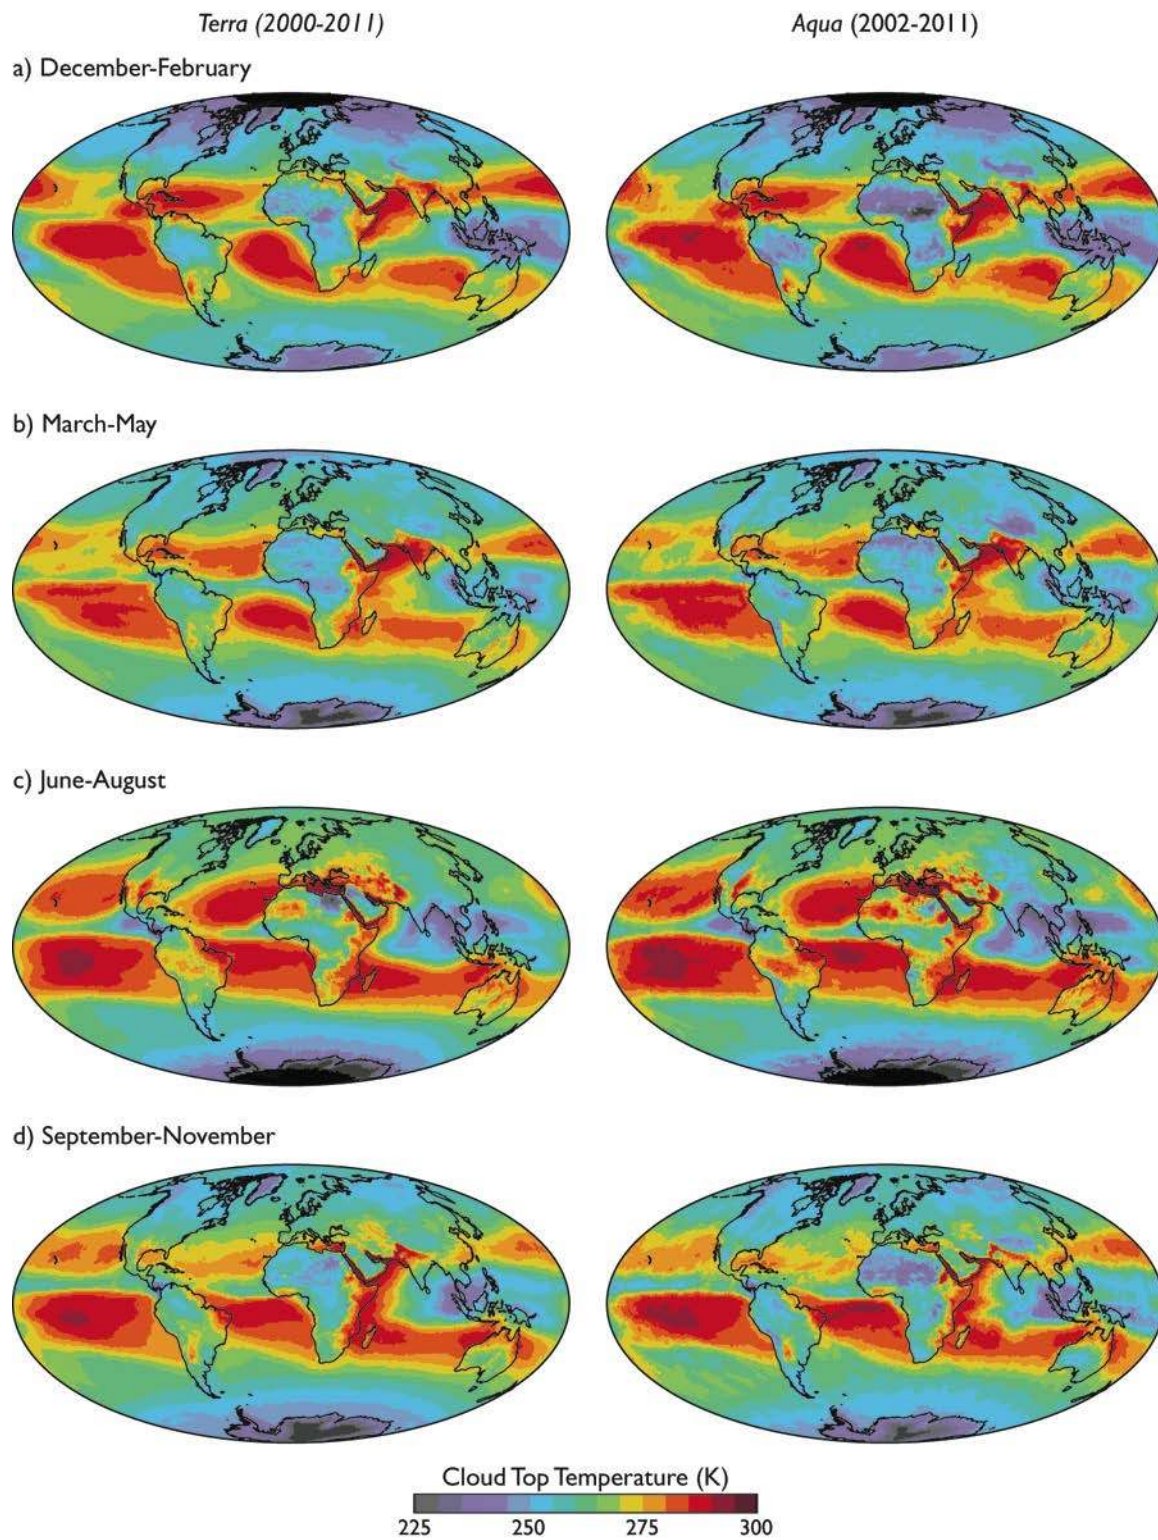 Terra (2000-2011)
Aqua (2002-2011)
a) December-February
b) March-May
c) June-August
d) September-November
Cloud Top Temperature (K)
225 250 275 300